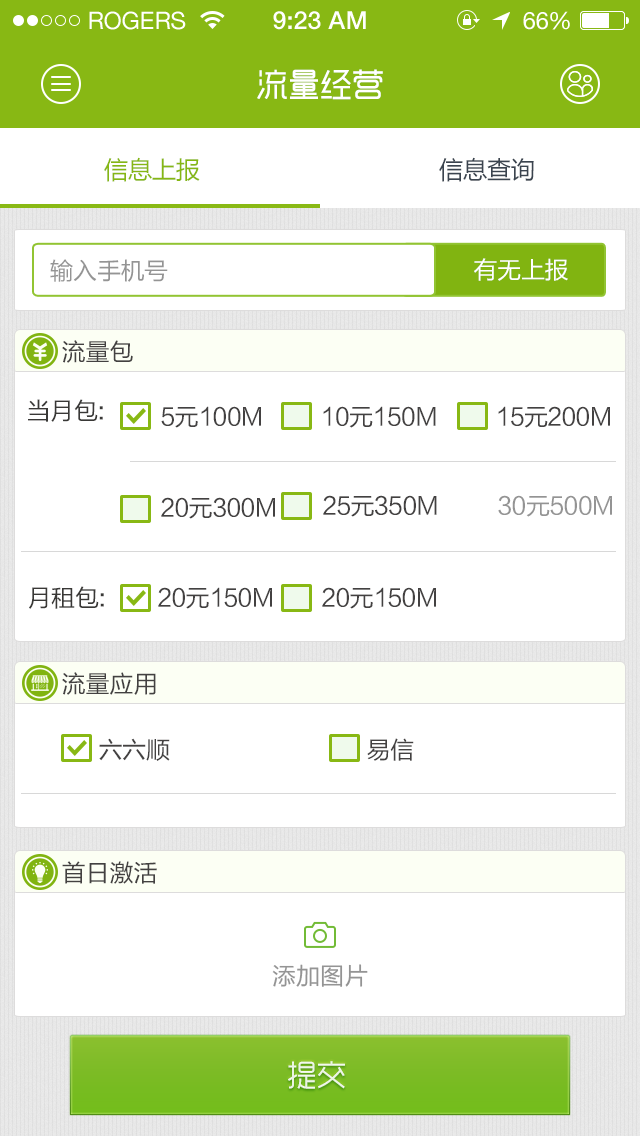 ROGERS 9:23 AM 66%
流量经营
信息上报 信息查询
输入手机号 有无上报
流量包
当月包: 5元100M 10元150M 15元200M
20元300M 25元350M 30元500M
月租包: 20元150M 20元150M
流量应用
六六顺 易信
首日激活
添加图片
提交